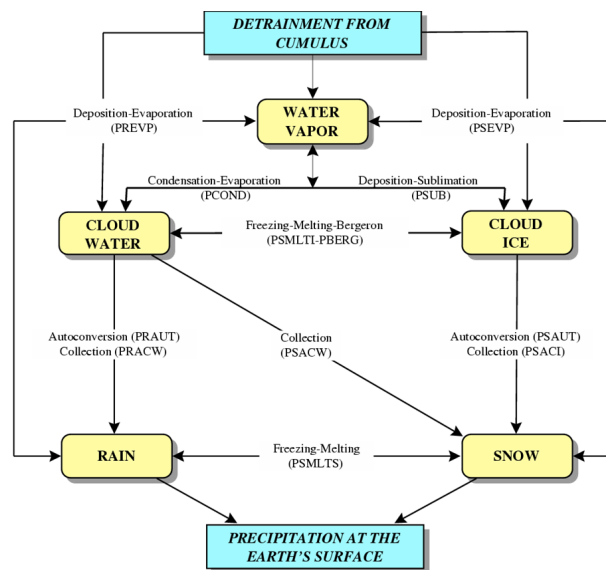 DETRAINMENT FROM
CUMULUS
Deposition-Evaporation
(PREVP)
WATER
VAPOR
Deposition-Evaporation
(PSEVP)
Condensation-Evaporation
(PCOND)
Deposition-Sublimation
(PSUB)
CLOUD
WATER
Freezing-Melting-Bergeron
(PSMLTI-PBERG)
CLOUD
ICE
Autoconversion (PRAUT)
Collection (PRACW)
Collection
(PSACW)
Autoconversion (PSAUT)
Collection (PSACI)
RAIN
Freezing-Melting
(PSMLTS)
SNOW
PRECIPITATION AT THE
EARTH'S SURFACE